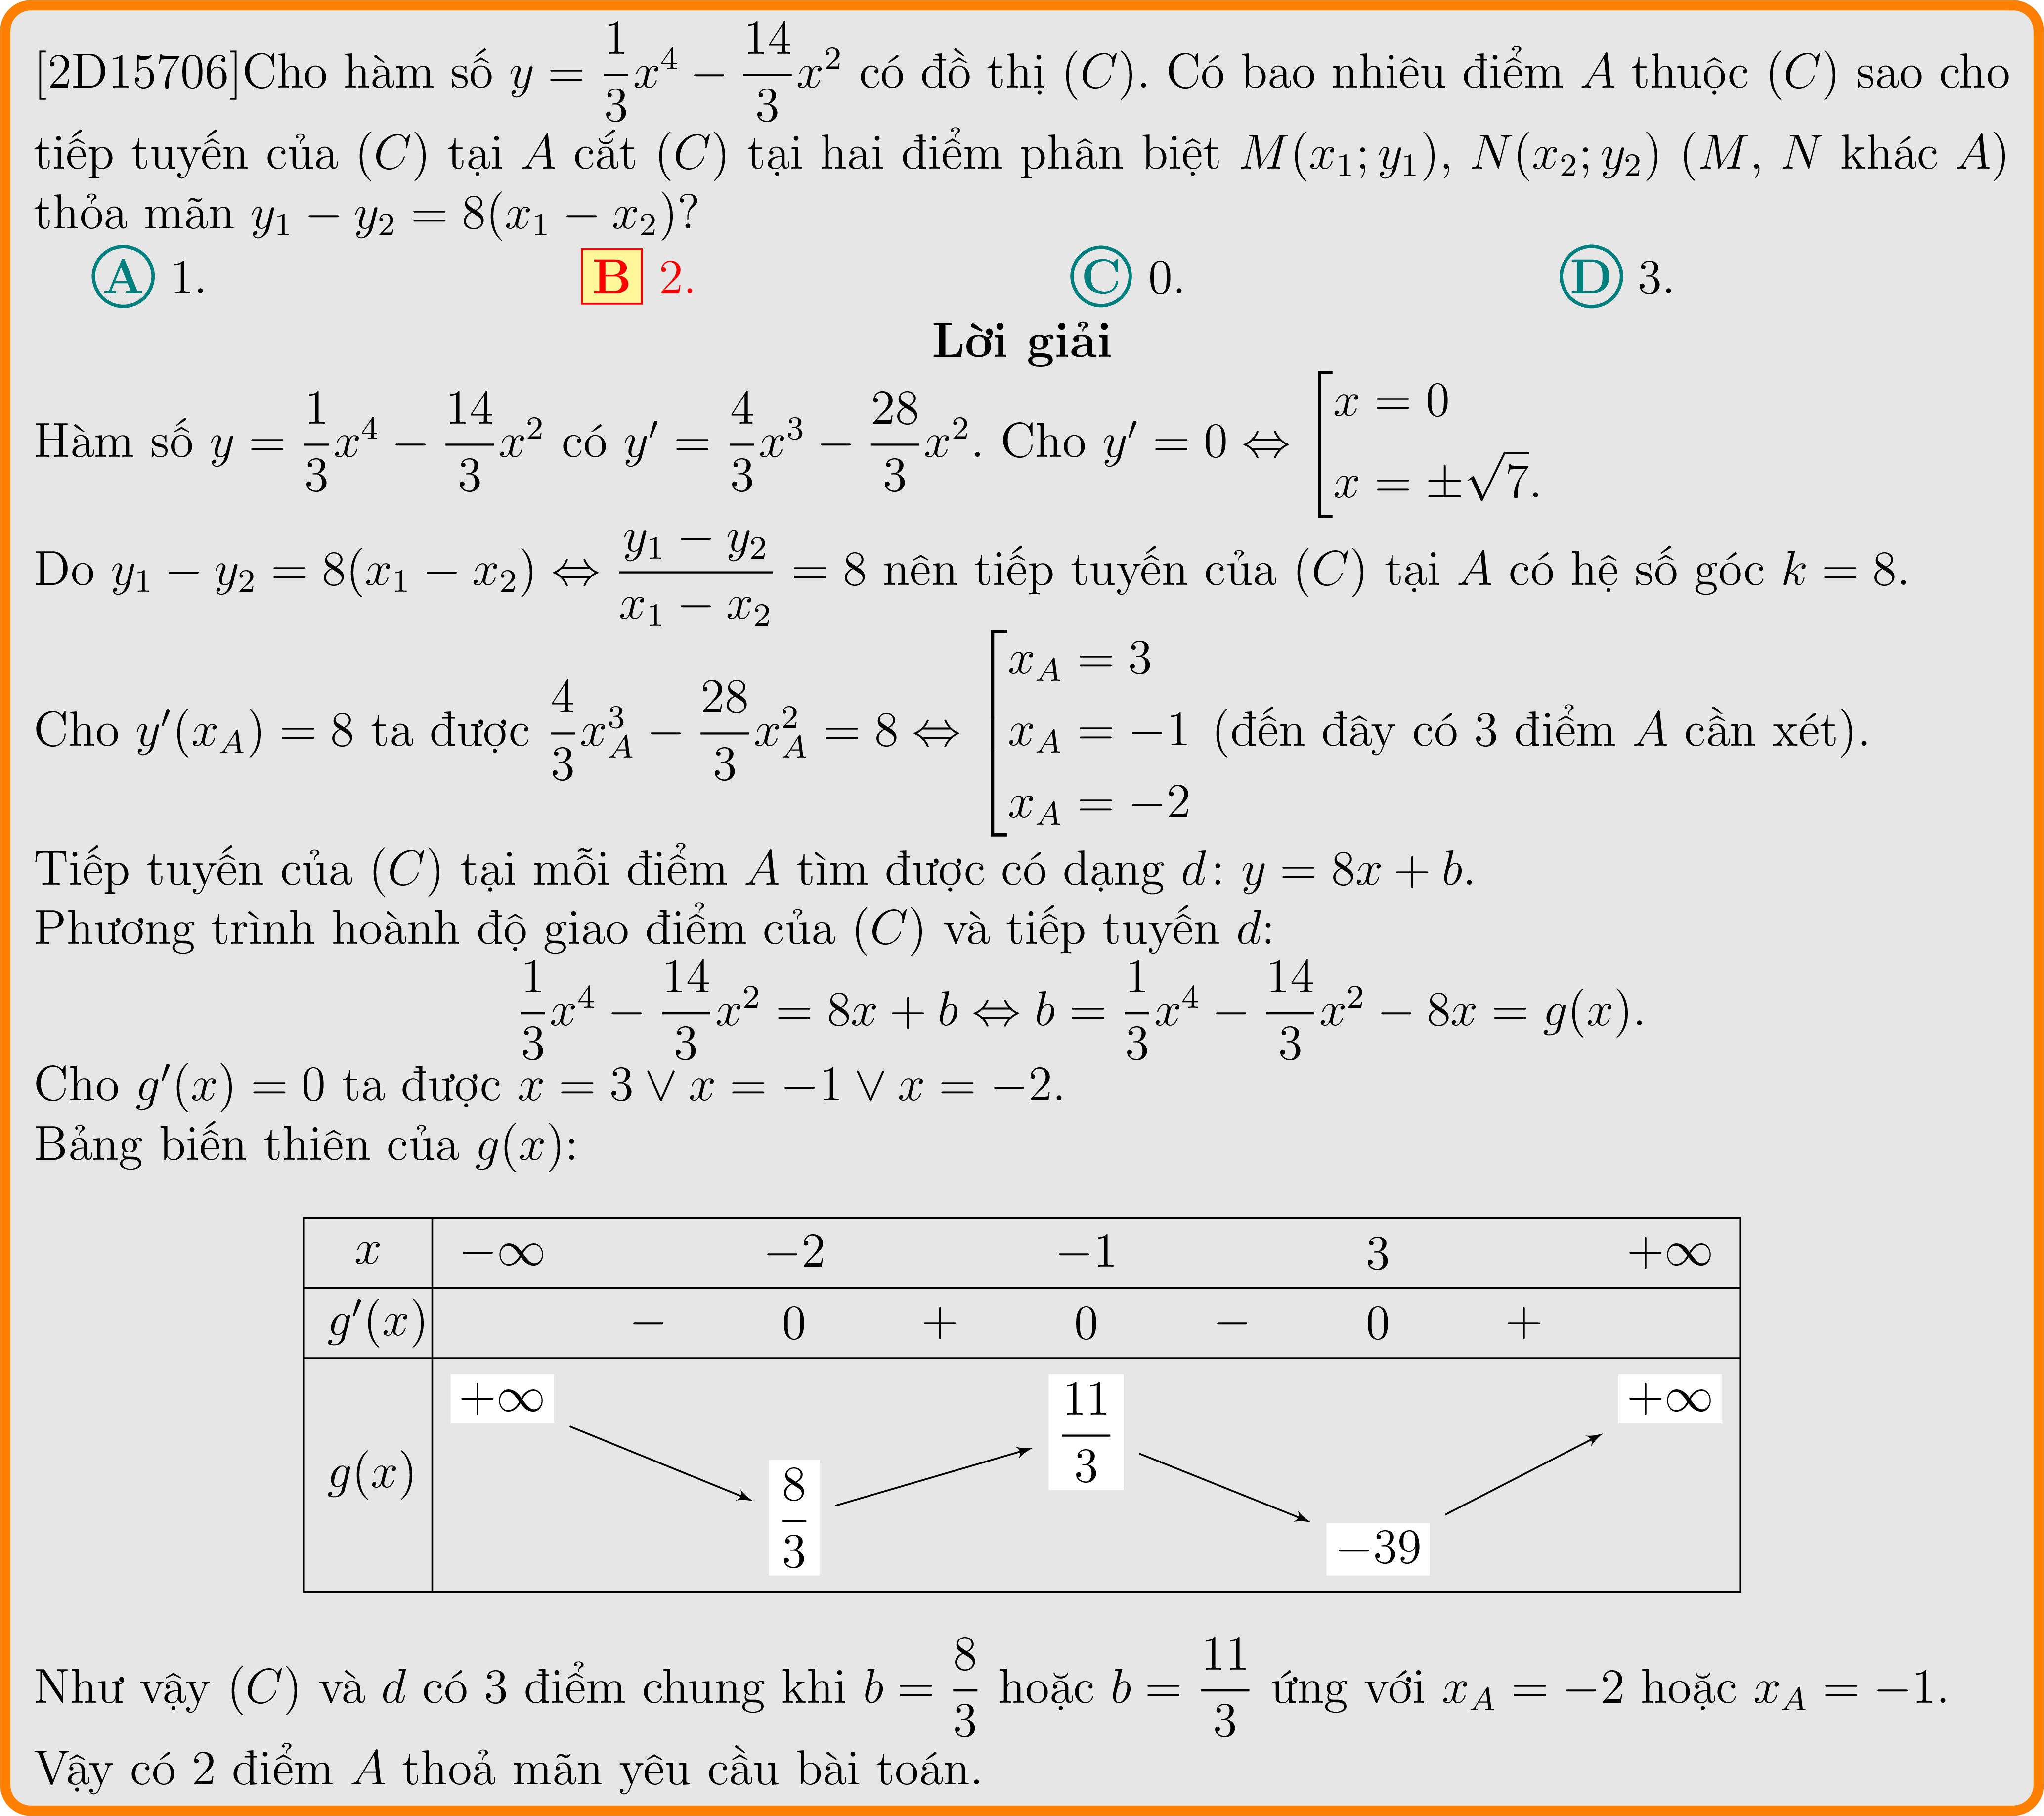 [2D15706]Cho hàm số $y = \frac{1}{3}x^4 - \frac{14}{3}x^2$ có đồ thị $(C)$. Có bao nhiêu điểm $A$ thuộc $(C)$ sao cho
tiếp tuyến của $(C)$ tại $A$ cắt $(C)$ tại hai điểm phân biệt $M(x_1; y_1)$, $N(x_2; y_2)$ ($M$, $N$ khác $A$)
thỏa mãn $y_1 - y_2 = 8(x_1 - x_2)$?
A 1. B 2. C 0. D 3.
Lời giải
Hàm số $y = \frac{1}{3}x^4 - \frac{14}{3}x^2$ có $y' = \frac{4}{3}x^3 - \frac{28}{3}x^2$. Cho $y' = 0 \Leftrightarrow \left[\begin{array}{l} x = 0 \\ x = \pm\sqrt{7}. \end{array}\right.$
Do $y_1 - y_2 = 8(x_1 - x_2) \Leftrightarrow \frac{y_1 - y_2}{x_1 - x_2} = 8$ nên tiếp tuyến của $(C)$ tại $A$ có hệ số góc $k = 8$.
Cho $y'(x_A) = 8$ ta được $\frac{4}{3}x_A^3 - \frac{28}{3}x_A^2 = 8 \Leftrightarrow \left[\begin{array}{l} x_A = 3 \\ x_A = -1 \\ x_A = -2 \end{array}\right.$ (đến đây có 3 điểm $A$ cần xét).
Tiếp tuyến của $(C)$ tại mỗi điểm $A$ tìm được có dạng $d$: $y = 8x + b$.
Phương trình hoành độ giao điểm của $(C)$ và tiếp tuyến $d$:
$\frac{1}{3}x^4 - \frac{14}{3}x^2 = 8x + b \Leftrightarrow b = \frac{1}{3}x^4 - \frac{14}{3}x^2 - 8x = g(x)$.
Cho $g'(x) = 0$ ta được $x = 3 \vee x = -1 \vee x = -2$.
Bảng biến thiên của $g(x)$:
$x$ $-\infty$ $-2$ $-1$ $3$ $+\infty$
$g'(x)$ $-$ $0$ $+$ $0$ $-$ $0$ $+$
$g(x)$ $+\infty$ $\frac{8}{3}$ $\frac{11}{3}$ $-39$ $+\infty$
Như vậy $(C)$ và $d$ có 3 điểm chung khi $b = \frac{8}{3}$ hoặc $b = \frac{11}{3}$ ứng với $x_A = -2$ hoặc $x_A = -1$.
Vậy có 2 điểm $A$ thoả mãn yêu cầu bài toán.